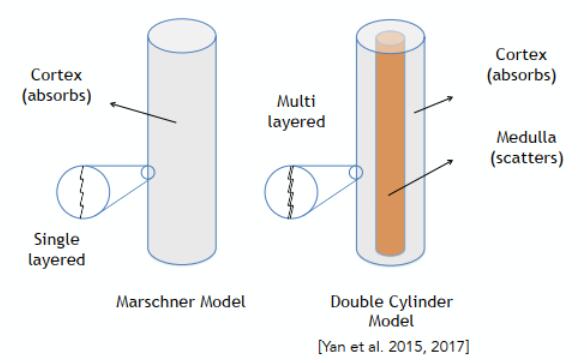 Cortex
(absorbs)
Single
layered
Marschner Model
Multi
layered
Cortex
(absorbs)
Medulla
(scatters)
Double Cylinder
Model
[Yan et al. 2015, 2017]